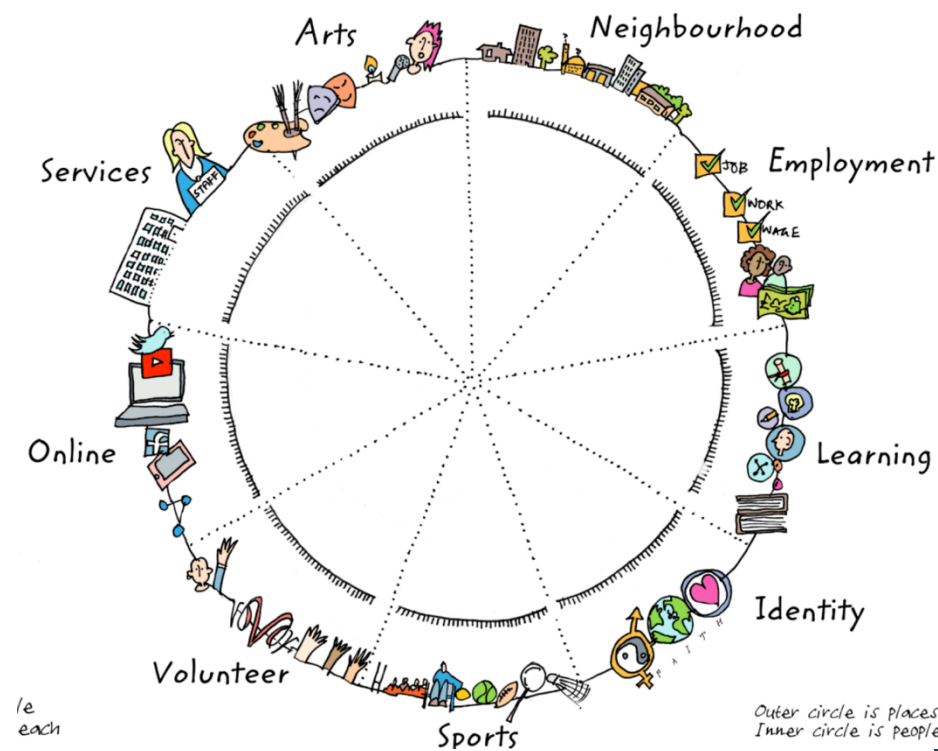 Arts
Neighbourhood
Services
STAFF
Employment
JOB
WORK
WAGE
Online
f
Learning
Identity
FAITH
Volunteer
Sports
each
Outer circle is places
Inner circle is people